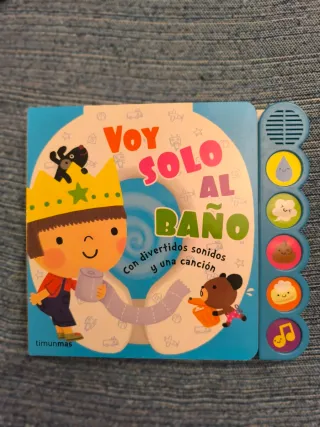 VOY
SOLO
AL
BAÑO
Con divertidos sonidos
y una canción
timunmas